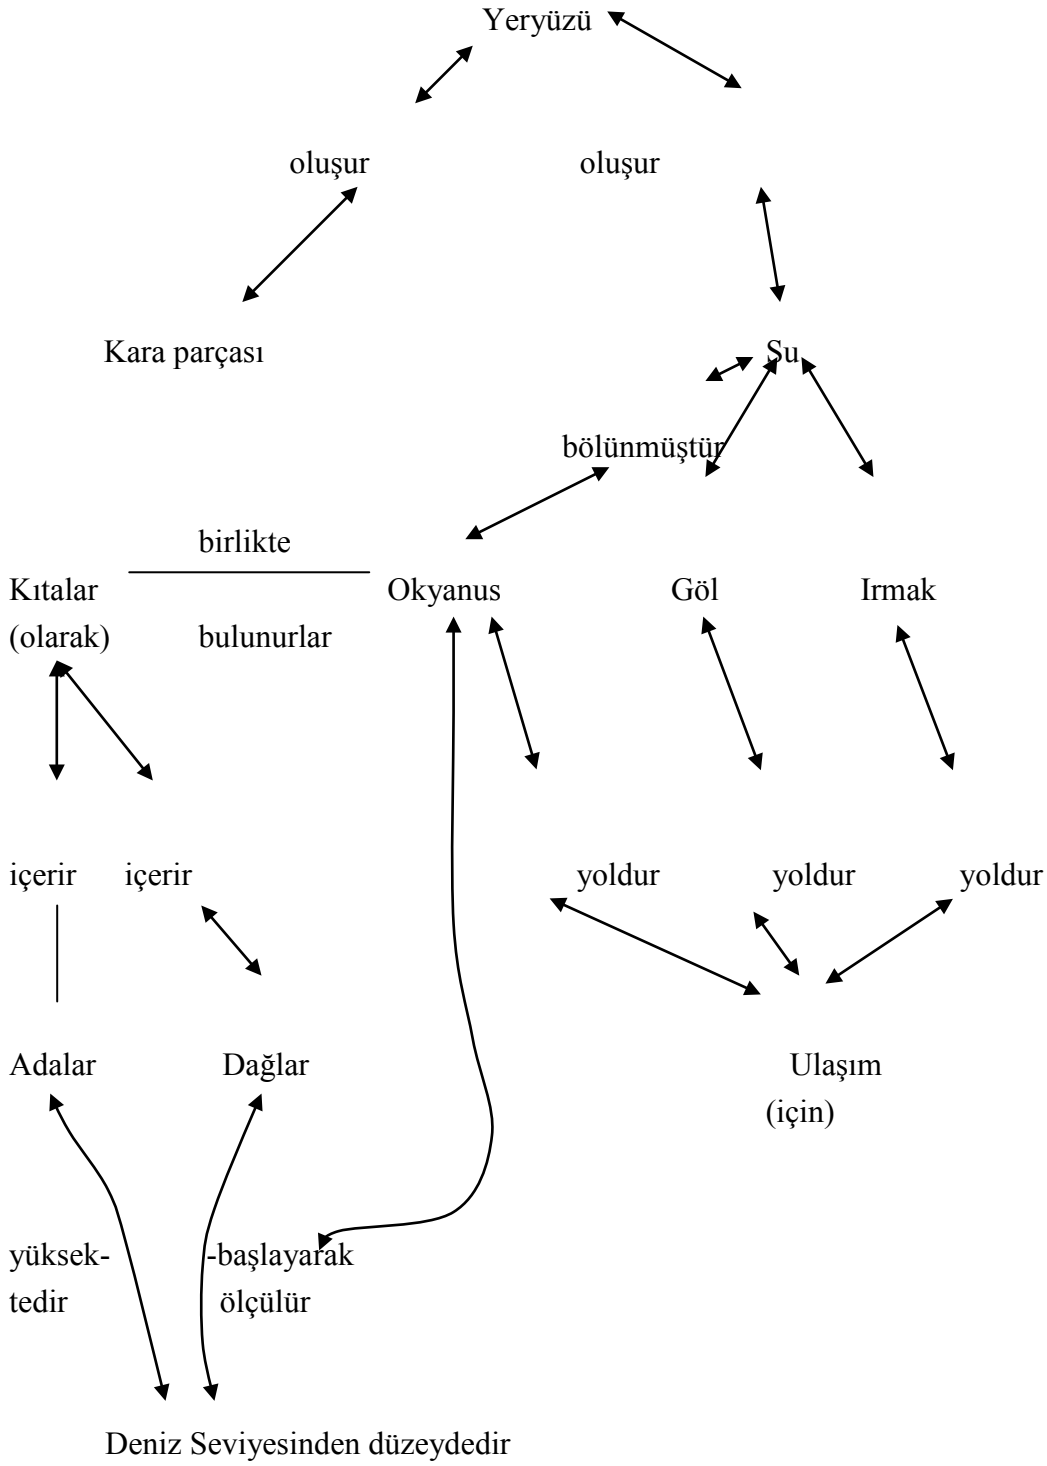 Yeryüzü
oluşur oluşur
Kara parçası Su
bölünmüştür
birlikte
Kıtalar Okyanus Göl Irmak
(olarak) bulunurlar
içerir içerir yoldur yoldur yoldur
Adalar Dağlar Ulaşım
(için)
yüksek- -başlayarak
tedir ölçülür
Deniz Seviyesinden düzeydedir